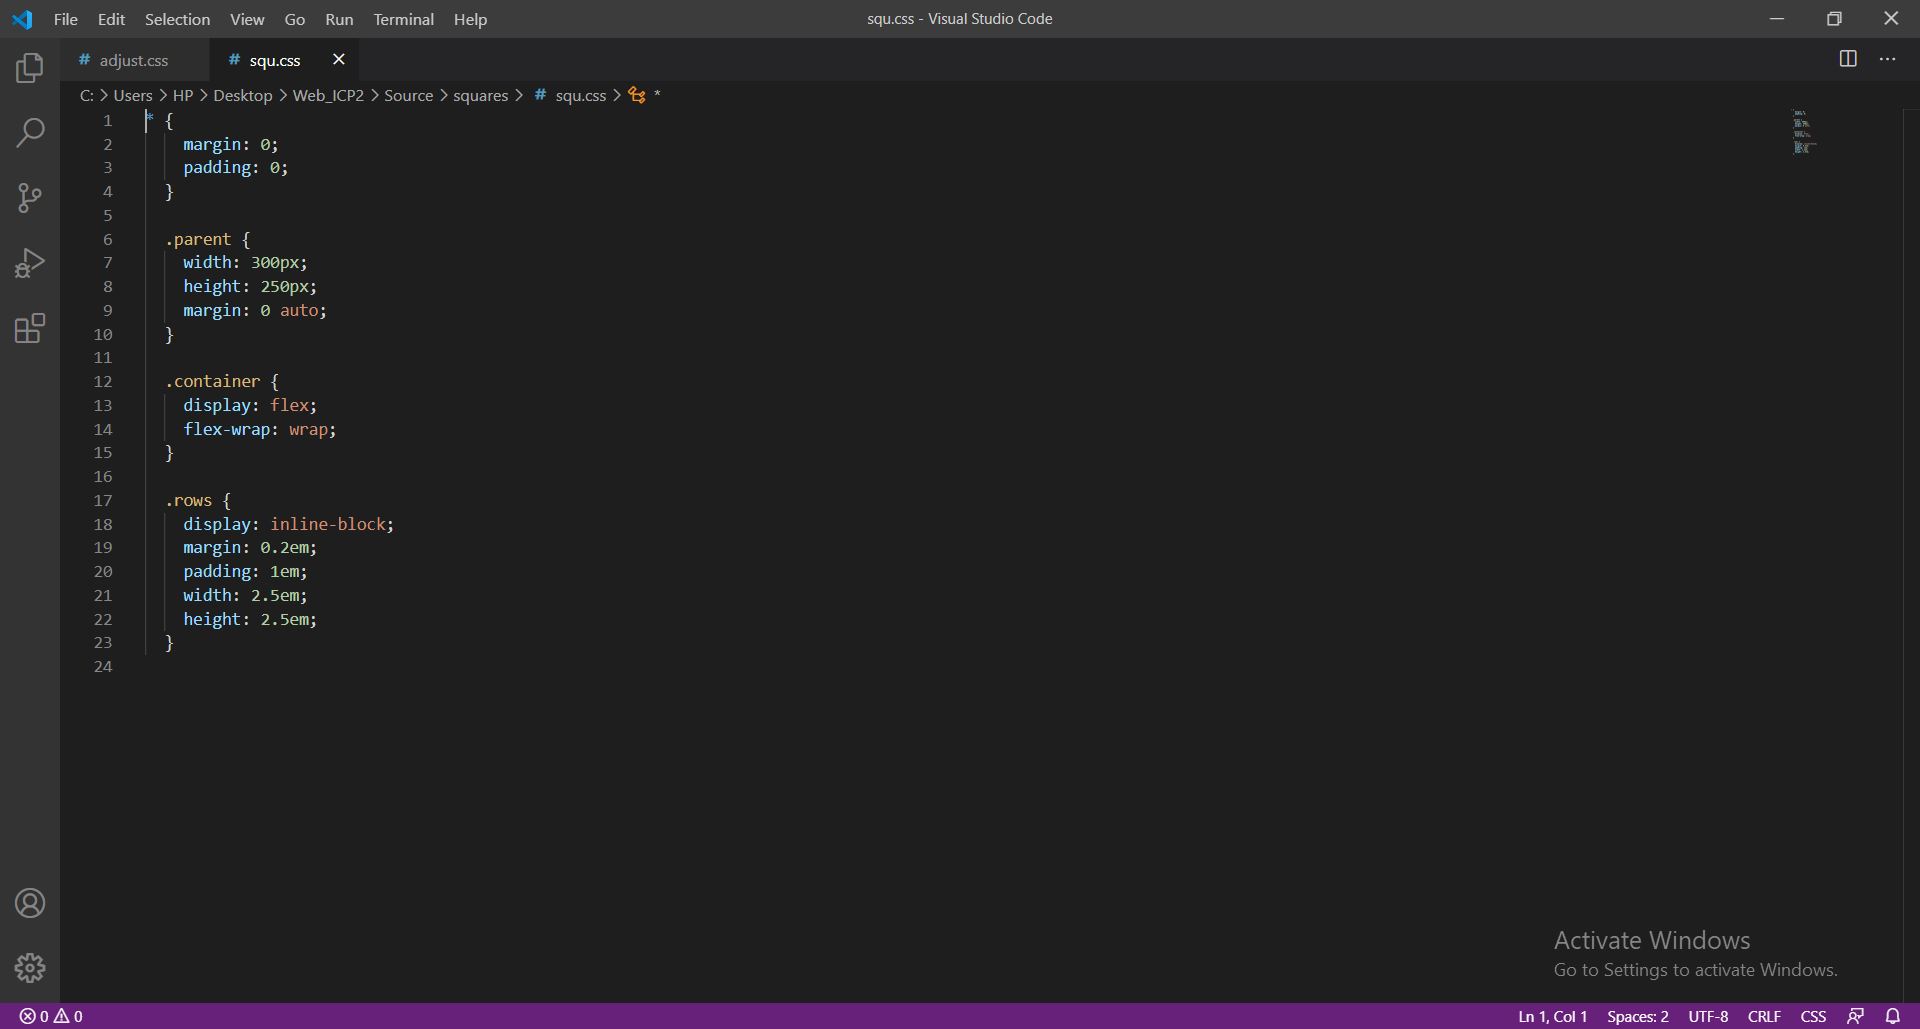 File Edit Selection View Go Run Terminal Help
squ.css - Visual Studio Code
# adjust.css
# squ.css
C: > Users > HP > Desktop > Web_ICP2 > Source > squares > # squ.css > *
1 * {
2 margin: 0;
3 padding: 0;
4 }
5
6 .parent {
7 width: 300px;
8 height: 250px;
9 margin: 0 auto;
10 }
11
12 .container {
13 display: flex;
14 flex-wrap: wrap;
15 }
16
17 .rows {
18 display: inline-block;
19 margin: 0.2em;
20 padding: 1em;
21 width: 2.5em;
22 height: 2.5em;
23 }
24
Activate Windows
Go to Settings to activate Windows.
0 0
Ln 1, Col 1 Spaces: 2 UTF-8 CRLF CSS